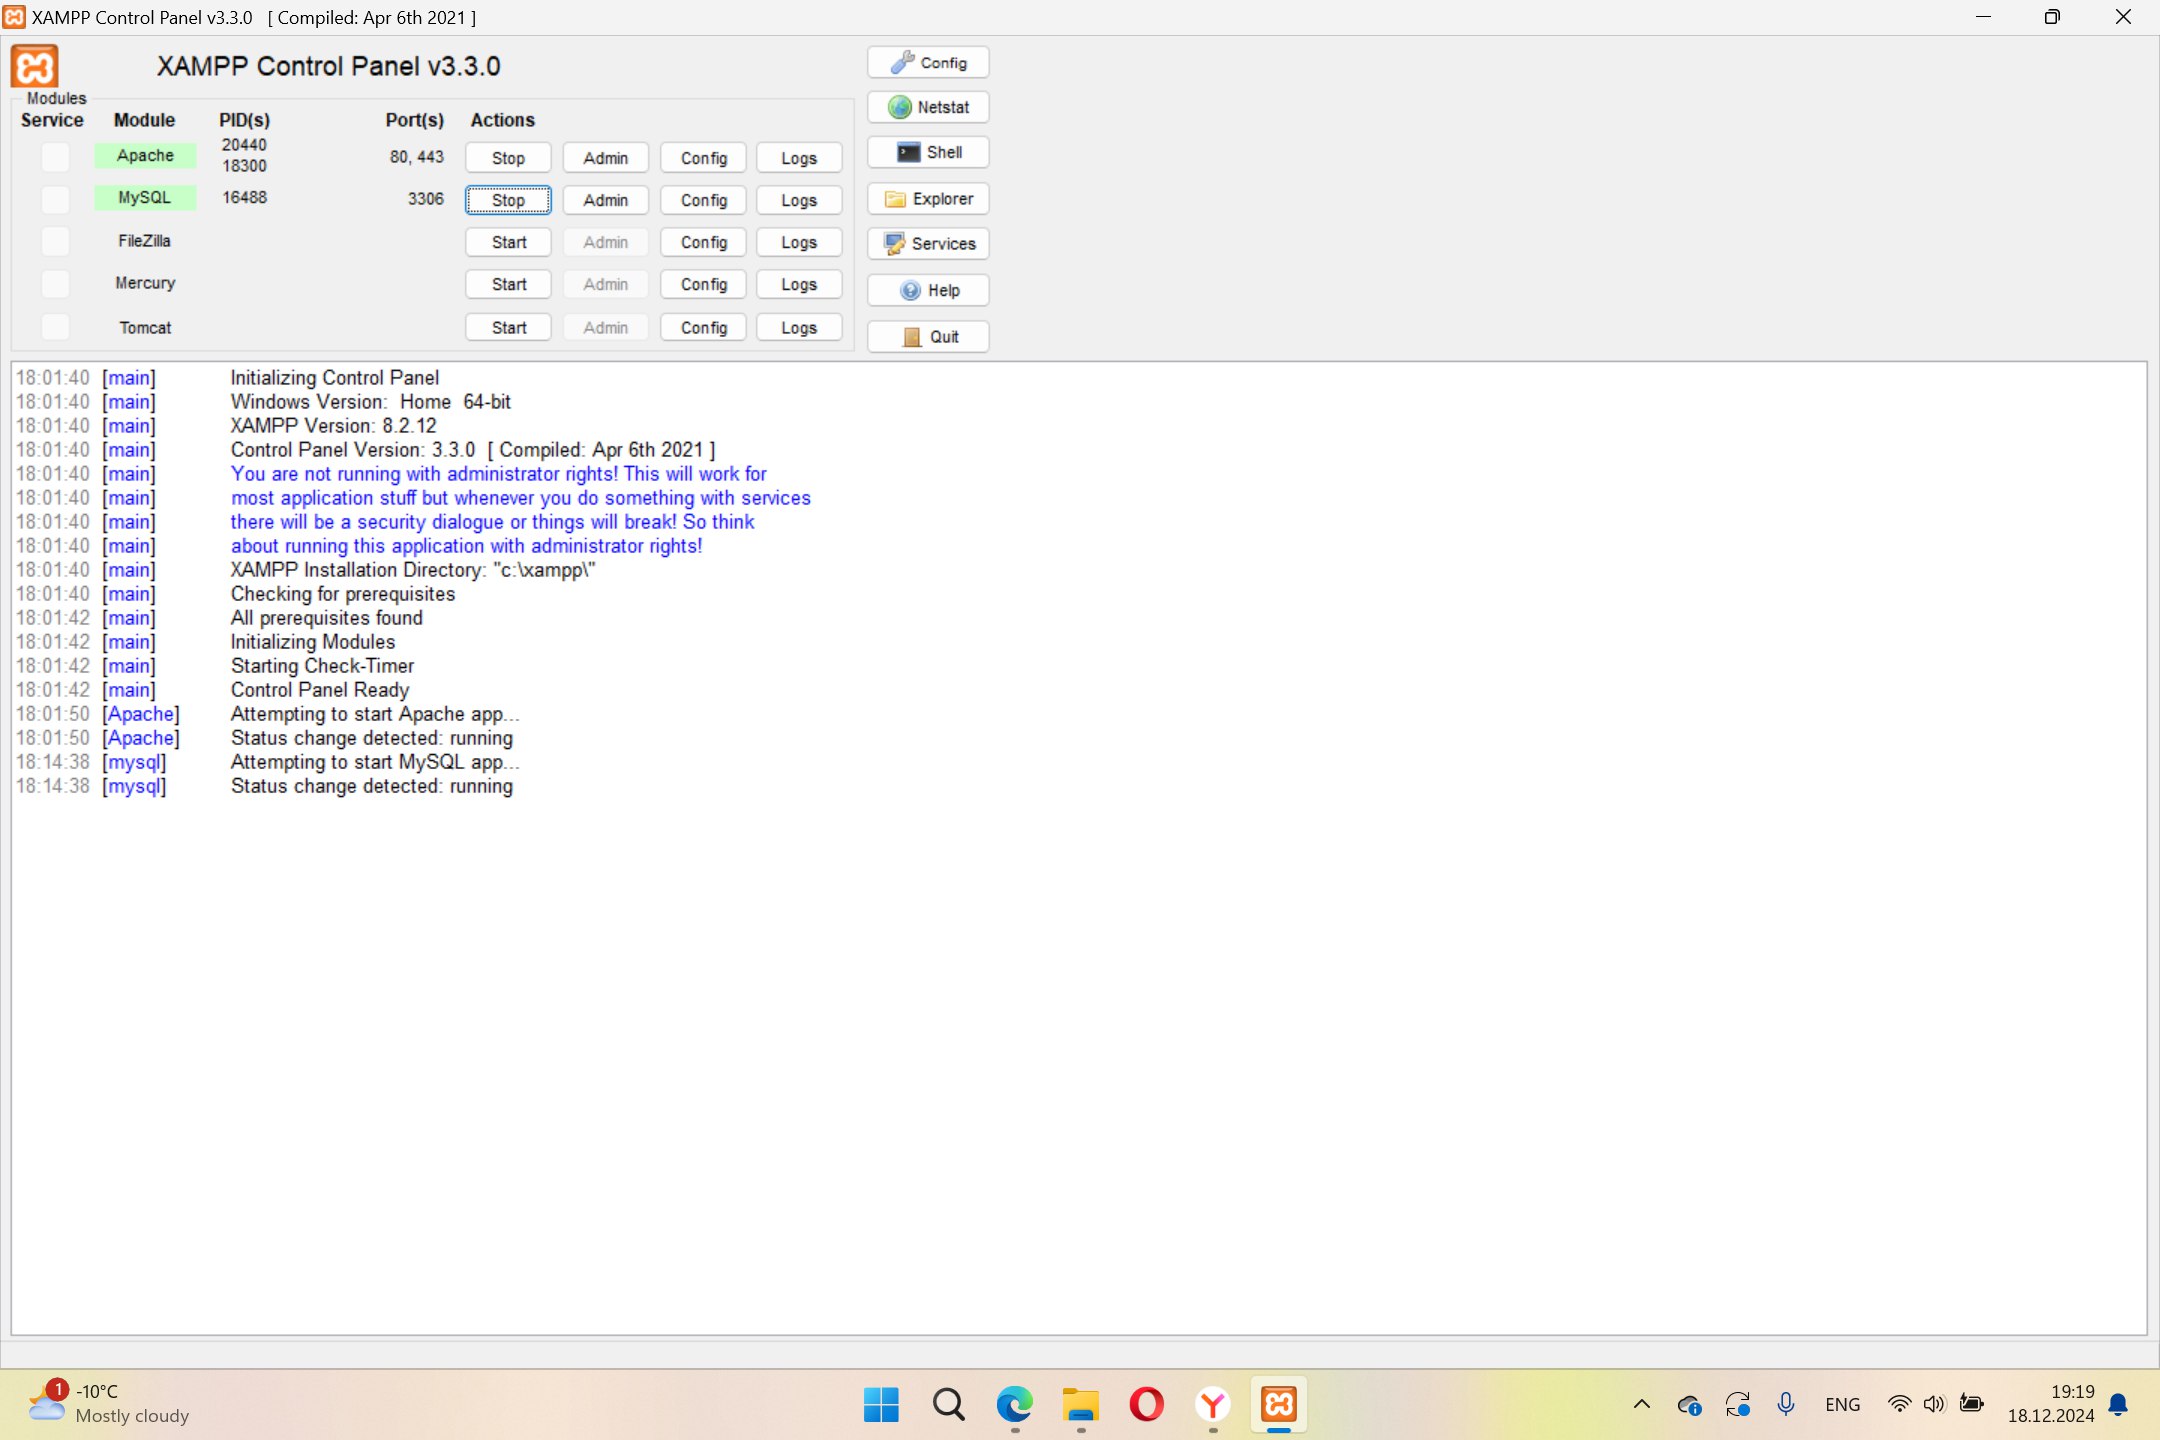 XAMPP Control Panel v3.3.0 [ Compiled: Apr 6th 2021 ]
XAMPP Control Panel v3.3.0
Config
Modules
Netstat
Service Module PID(s) Port(s) Actions
Apache 20440 18300 80, 443 Stop Admin Config Logs
Shell
MySQL 16488 3306 Stop Admin Config Logs
Explorer
FileZilla Start Admin Config Logs
Services
Mercury Start Admin Config Logs
Help
Tomcat Start Admin Config Logs
Quit
18:01:40 [main] Initializing Control Panel
18:01:40 [main] Windows Version: Home 64-bit
18:01:40 [main] XAMPP Version: 8.2.12
18:01:40 [main] Control Panel Version: 3.3.0 [ Compiled: Apr 6th 2021 ]
18:01:40 [main] You are not running with administrator rights! This will work for
18:01:40 [main] most application stuff but whenever you do something with services
18:01:40 [main] there will be a security dialogue or things will break! So think
18:01:40 [main] about running this application with administrator rights!
18:01:40 [main] XAMPP Installation Directory: "c:\xampp\"
18:01:40 [main] Checking for prerequisites
18:01:42 [main] All prerequisites found
18:01:42 [main] Initializing Modules
18:01:42 [main] Starting Check-Timer
18:01:42 [main] Control Panel Ready
18:01:50 [Apache] Attempting to start Apache app...
18:01:50 [Apache] Status change detected: running
18:14:38 [mysql] Attempting to start MySQL app...
18:14:38 [mysql] Status change detected: running
1
-10°C
Mostly cloudy
ENG
19:19
18.12.2024